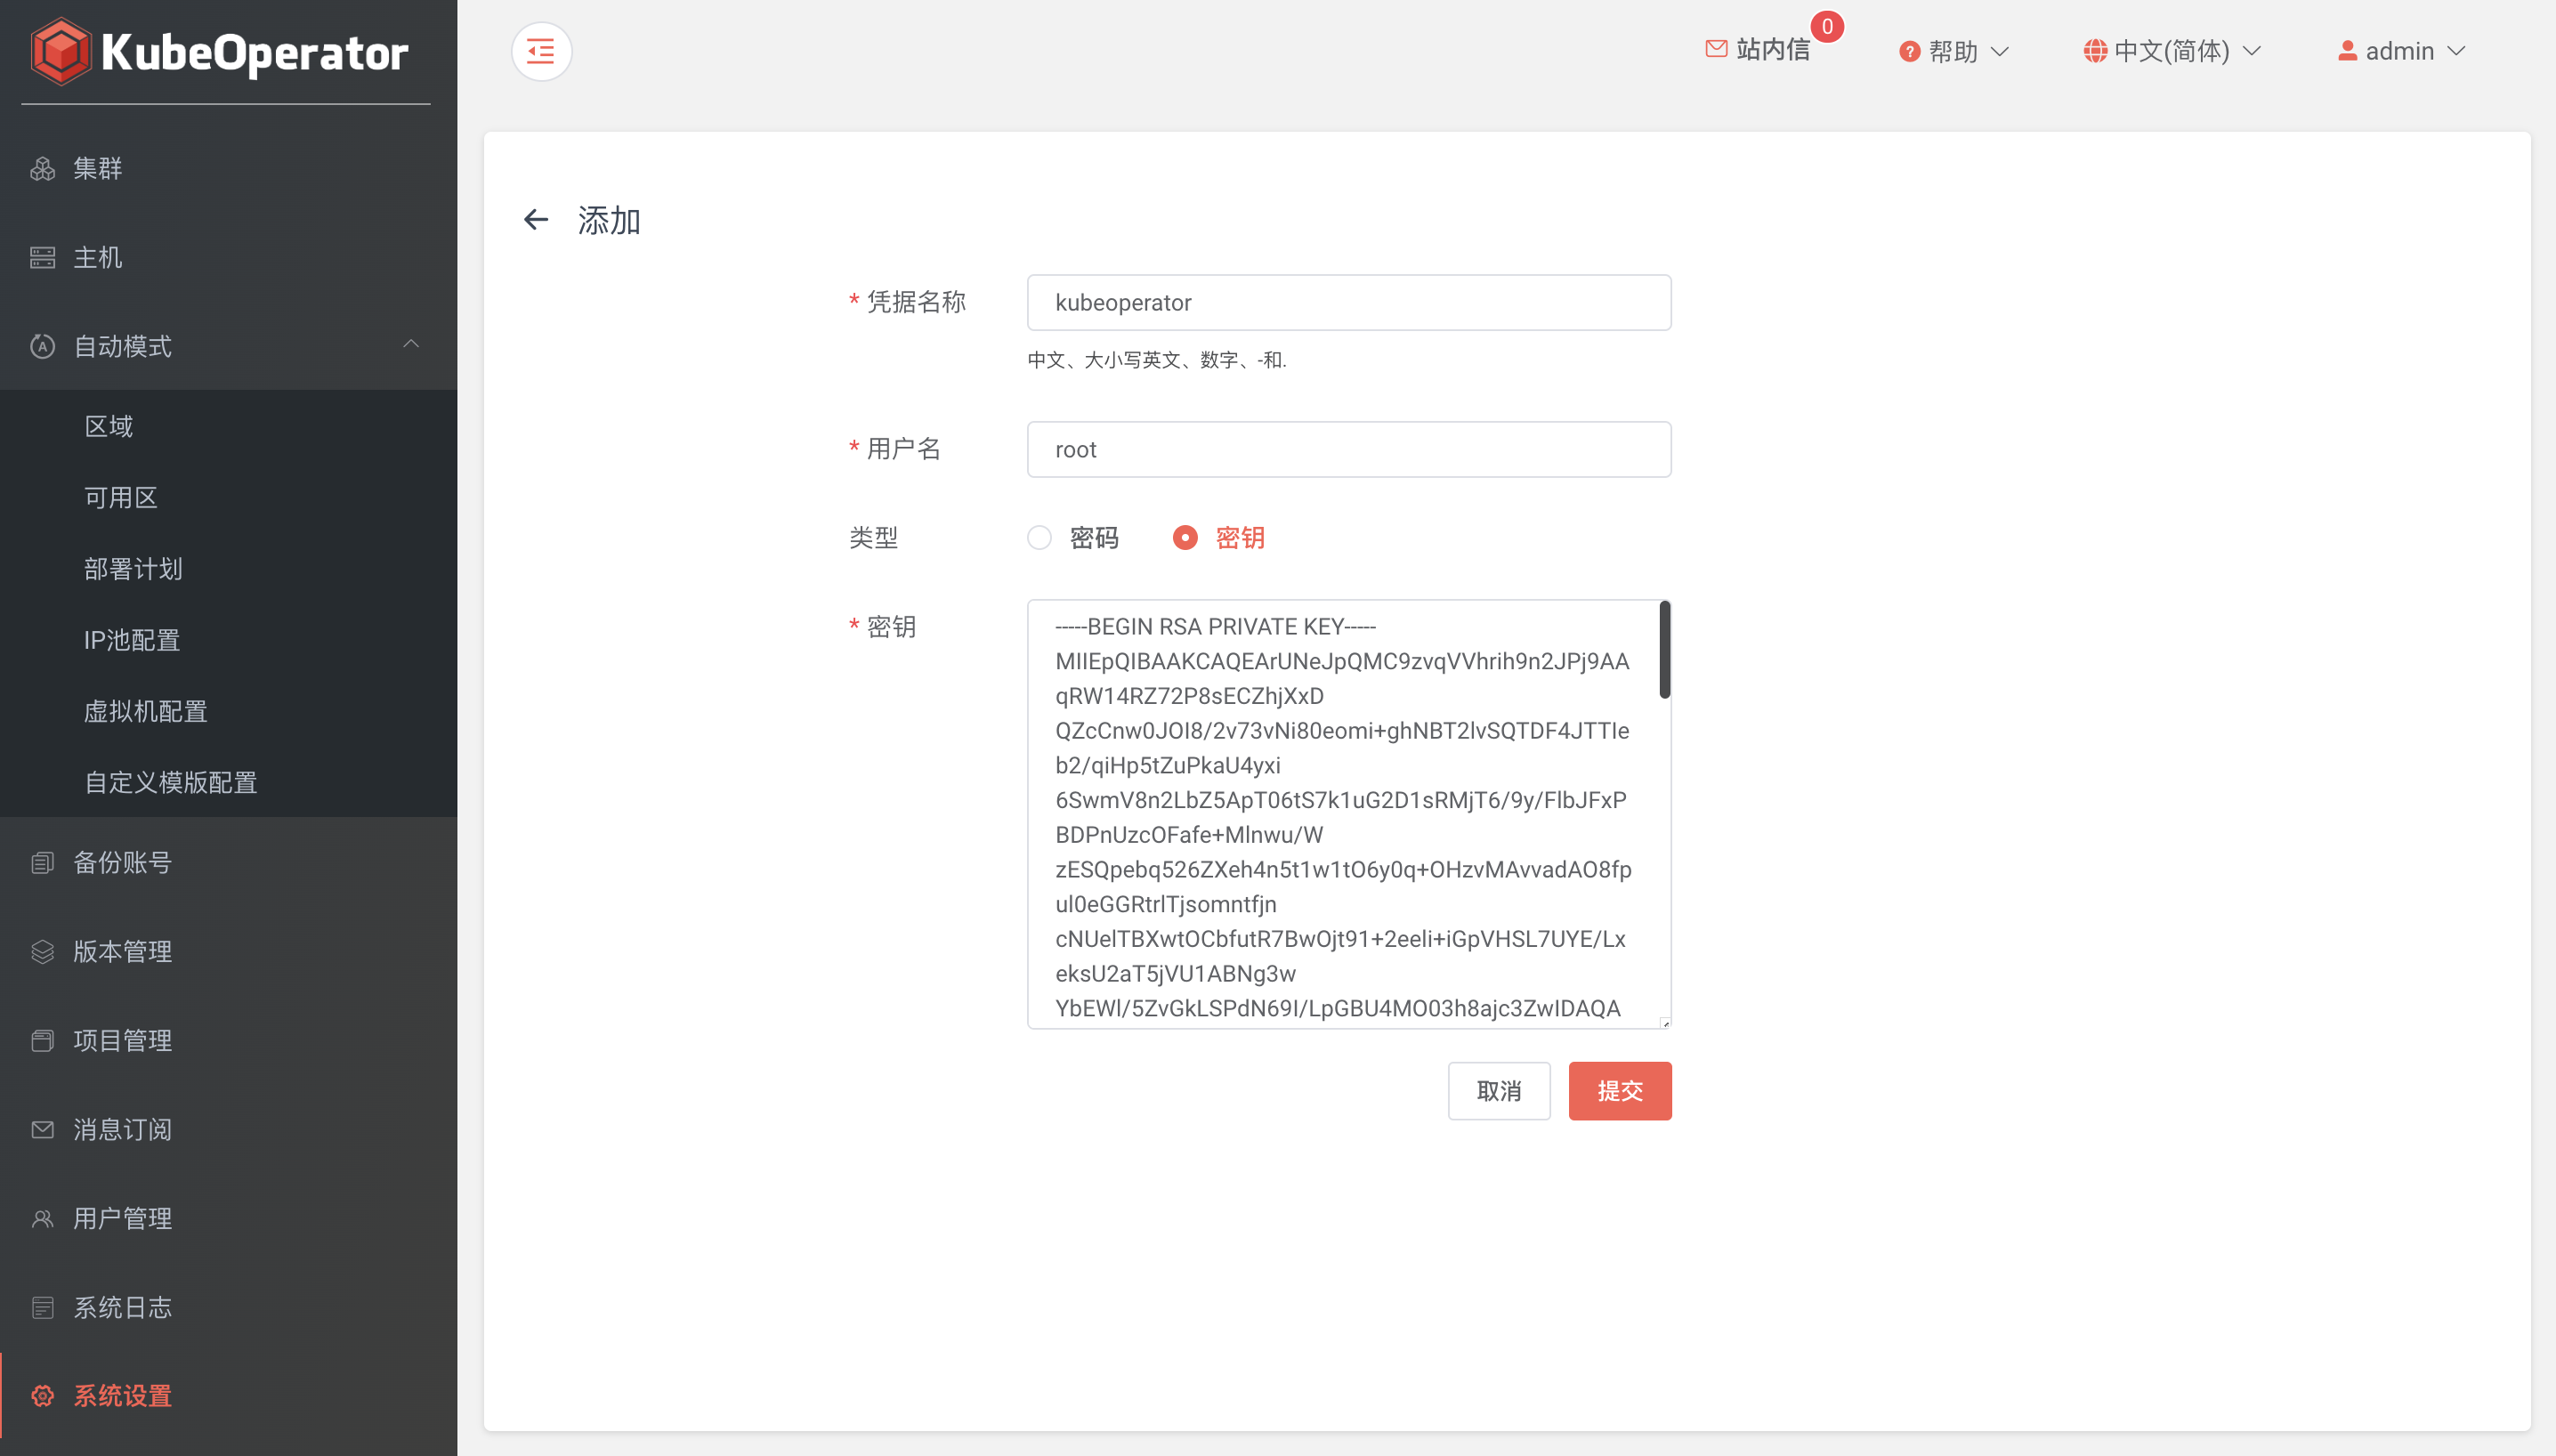 KubeOperator
站内信
0
帮助
中文(简体)
admin
集群
主机
自动模式
区域
可用区
部署计划
IP池配置
虚拟机配置
自定义模版配置
备份账号
版本管理
项目管理
消息订阅
用户管理
系统日志
系统设置
添加
* 凭据名称
kubeoperator
中文、大小写英文、数字、-和.
* 用户名
root
类型
密码
密钥
* 密钥
-----BEGIN RSA PRIVATE KEY-----
MIIEpQIBAAKCAQEArUNeJpQMC9zvqVVhrih9n2JPj9AA
qRW14RZ72P8sECZhjXxD
QZcCnw0JOI8/2v73vNi80eomi+ghNBT2lvSQTDF4JTTIe
b2/qiHp5tZuPkaU4yxi
6SwmV8n2LbZ5ApT06tS7k1uG2D1sRMjT6/9y/FlbJFxP
BDPnUzcOFafe+Mlnwu/W
zESQpebq526ZXeh4n5t1w1tO6y0q+OHzvMAvvadAO8fp
ul0eGGRtrlTjsomntfjn
cNUelTBXwtOCbfutR7BwOjt91+2eeli+iGpVHSL7UYE/Lx
eksU2aT5jVU1ABNg3w
YbEWl/5ZvGkLSPdN69I/LpGBU4MO03h8ajc3ZwIDAQA
取消
提交